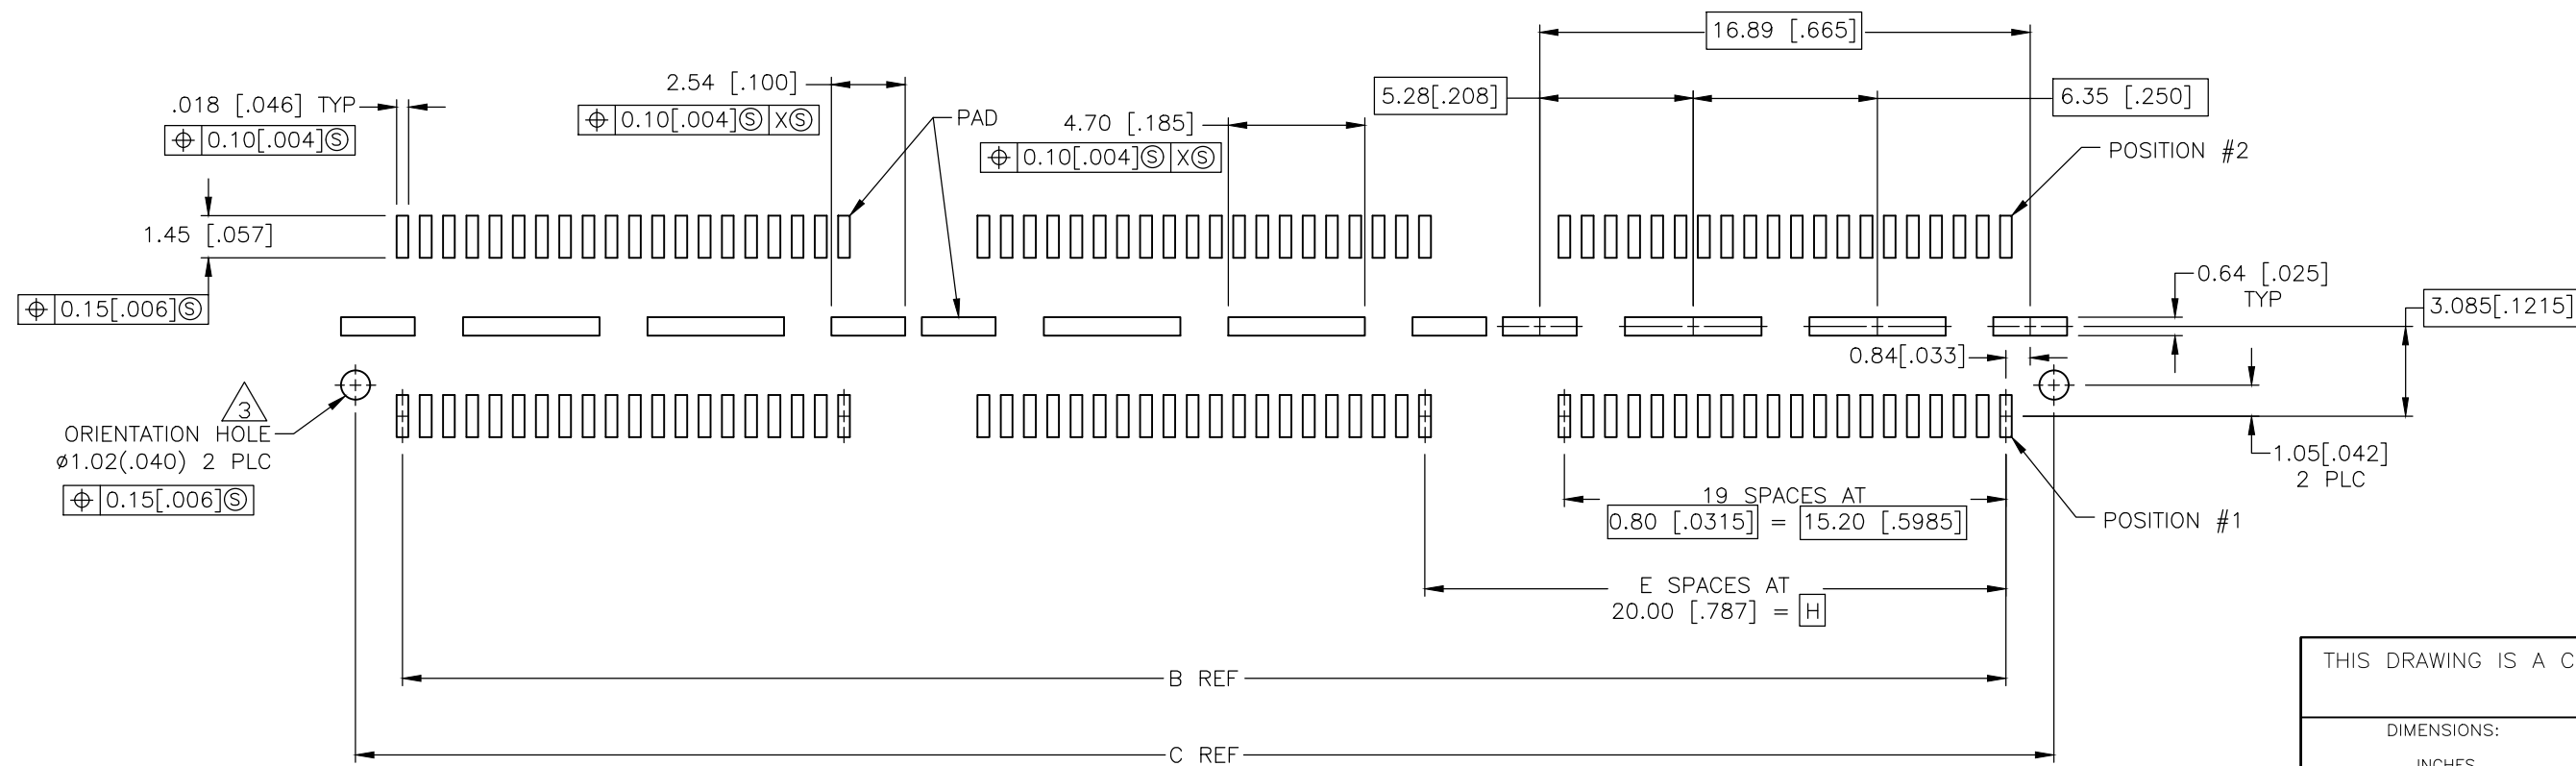 16.89 [.665]
2.54 [.100]
5.28[.208]
6.35 [.250]
.018 [.046] TYP
⌖ 0.10[.004]Ⓢ XⓈ
PAD
4.70 [.185]
⌖ 0.10[.004]Ⓢ
⌖ 0.10[.004]Ⓢ XⓈ
POSITION #2
1.45 [.057]
0.64 [.025]
TYP
⌖ 0.15[.006]Ⓢ
3.085[.1215]
0.84[.033]
3
ORIENTATION HOLE
ø1.02(.040) 2 PLC
⌖ 0.15[.006]Ⓢ
1.05[.042]
2 PLC
19 SPACES AT
0.80 [.0315] = 15.20 [.5985]
POSITION #1
E SPACES AT
20.00 [.787] = H
B REF
C REF
THIS DRAWING IS A C
DIMENSIONS: